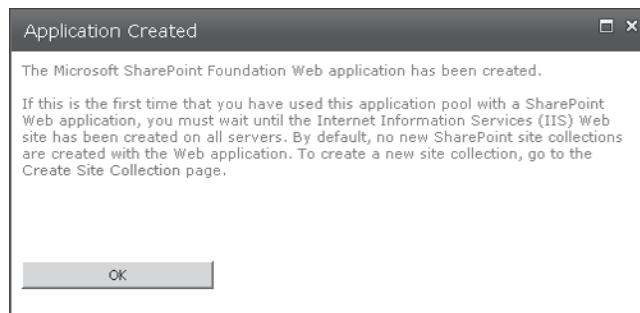 Application Created
The Microsoft SharePoint Foundation Web application has been created.
If this is the first time that you have used this application pool with a SharePoint
Web application, you must wait until the Internet Information Services (IIS) Web
site has been created on all servers. By default, no new SharePoint site collections
are created with the Web application. To create a new site collection, go to the
Create Site Collection page.
OK